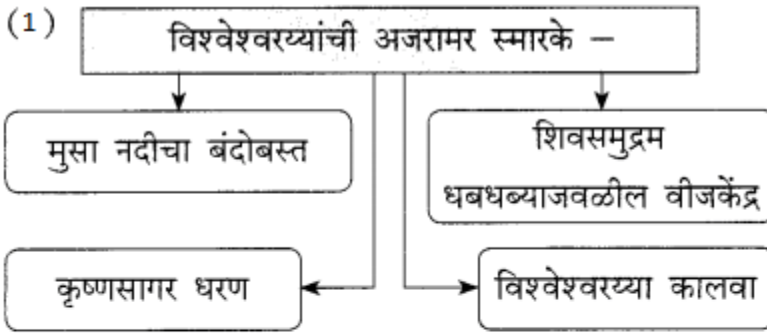 (1)
विश्वेश्वरय्यांची अजरामर स्मारके –
मुसा नदीचा बंदोबस्त
शिवसमुद्रम
धबधब्याजवळील वीजकेंद्र
कृष्णसागर धरण
विश्वेश्वरय्या कालवा